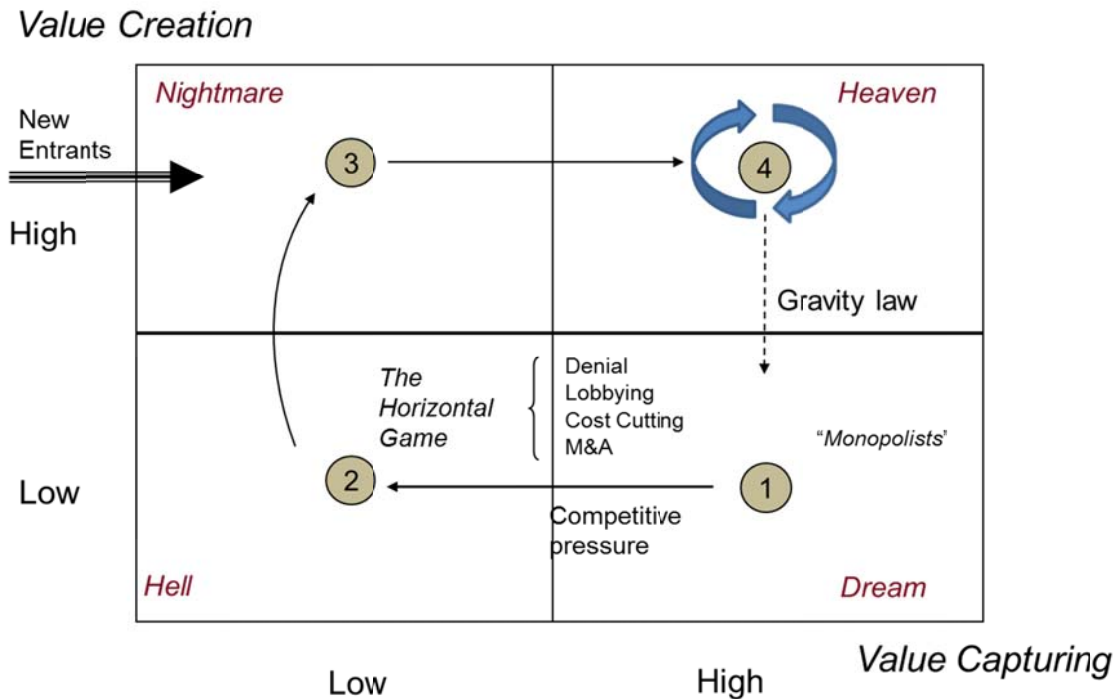 Value Creation
Nightmare
Heaven
New
Entrants
3
4
High
Gravity law
The
Horizontal
Game
Denial
Lobbying
Cost Cutting
M&A
“Monopolists’
Low
2
1
Competitive
pressure
Hell
Dream
Low
High
Value Capturing